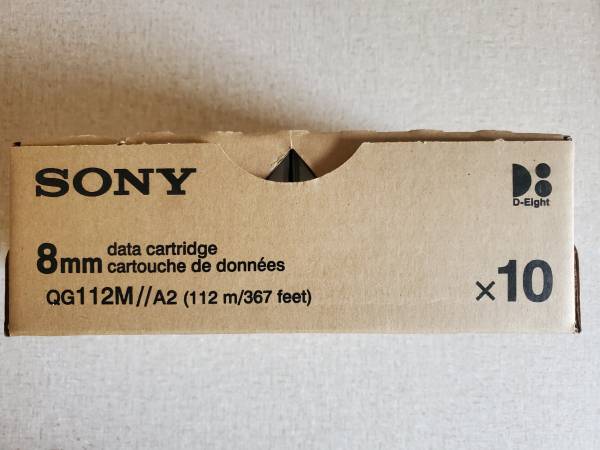 SONY
D-Eight
8mm data cartridge
cartouche de données
QG112M//A2 (112 m/367 feet)
×10